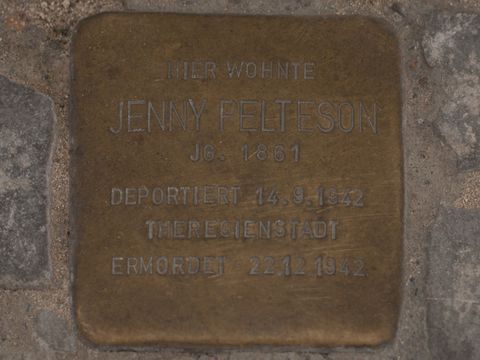 HIER WOHNTE
JENNY PELTESON
JG. 1861
DEPORTIERT 14.9.1942
THERESIENSTADT
ERMORDET 22.12.1942